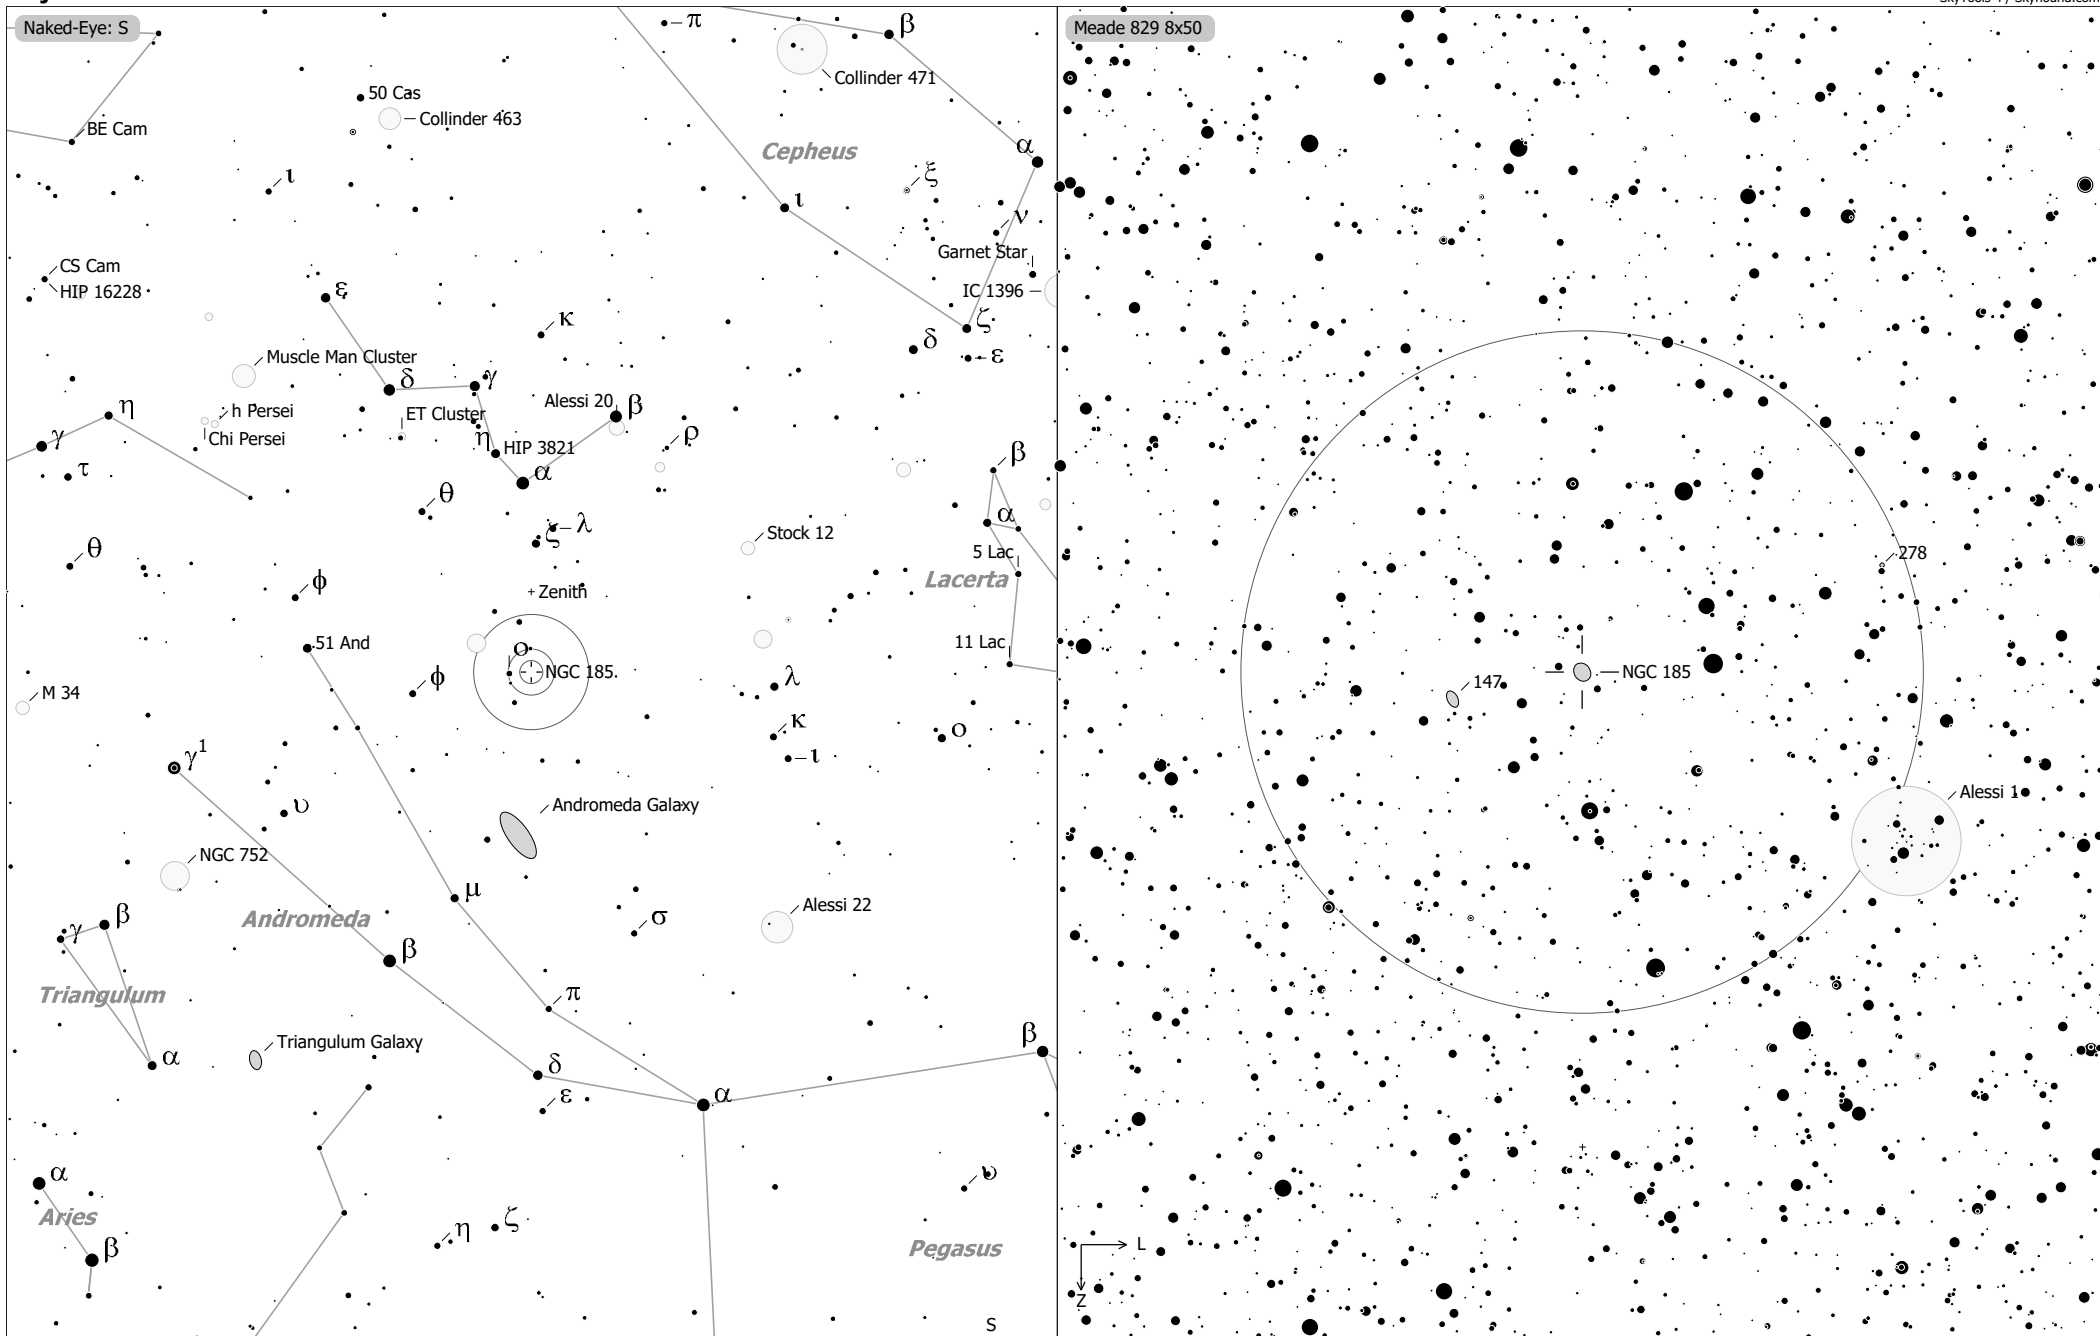 Naked-Eye: S
π
β
Collinder 471
50 Cas
Collinder 463
BE Cam
Cepheus
α
ξ
ι
ι
ν
Garnet Star
CS Cam
HIP 16228
IC 1396
ε
κ
ζ
δ
ε
Muscle Man Cluster
δ
γ
Alessi 20
β
h Persei
ET Cluster
η
Chi Persei
η
HIP 3821
ρ
γ
τ
α
β
θ
ζ
λ
Stock 12
α
5 Lac
θ
Lacerta
φ
Zenith
51 And
ο
NGC 185
11 Lac
φ
λ
M 34
κ
ο
γ1
ι
υ
Andromeda Galaxy
NGC 752
μ
Alessi 22
Andromeda
σ
β
γ
β
Triangulum
π
Triangulum Galaxy
β
α
δ
ε
α
α
υ
Aries
η
ζ
β
Pegasus
S
Meade 829 8x50
278
147
NGC 185
Alessi 1
L
Z